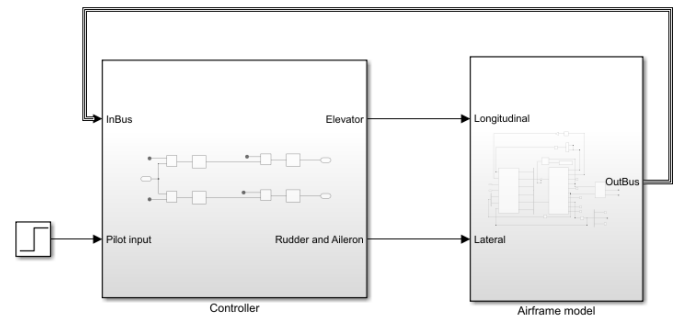 InBus
Elevator
Longitudinal
OutBus
Pilot input
Rudder and Aileron
Lateral
Controller
Airframe model